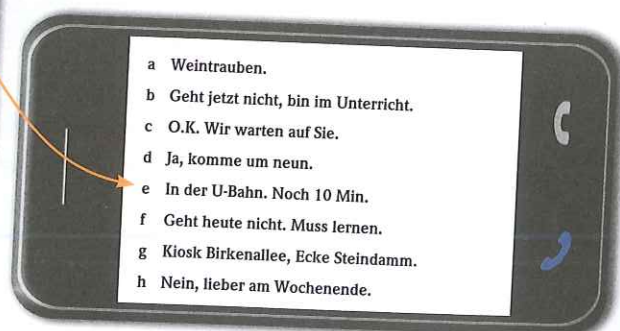 a Weintrauben.
b Geht jetzt nicht, bin im Unterricht.
c O.K. Wir warten auf Sie.
d Ja, komme um neun.
e In der U-Bahn. Noch 10 Min.
f Geht heute nicht. Muss lernen.
g Kiosk Birkenallee, Ecke Steindamm.
h Nein, lieber am Wochenende.